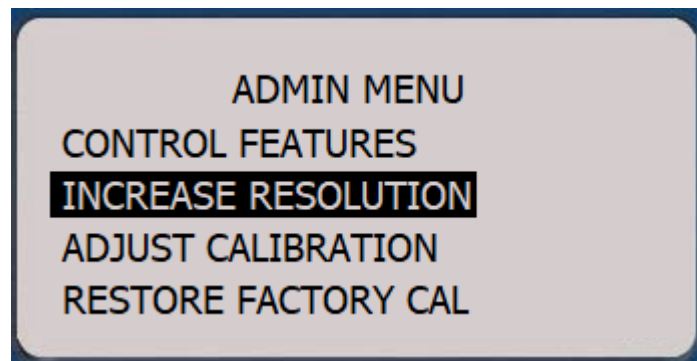 ADMIN MENU
CONTROL FEATURES
INCREASE RESOLUTION
ADJUST CALIBRATION
RESTORE FACTORY CAL